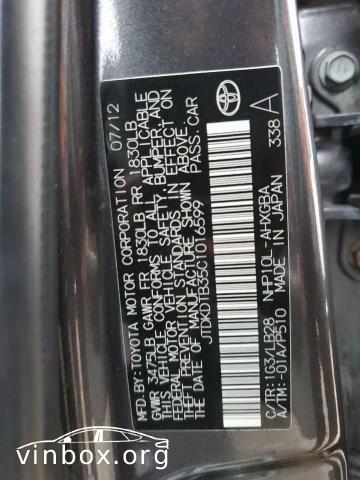 MFD.BY:TOYOTA MOTOR CORPORATION 07/12
GVWR 3475LB GAWR FR 1830LB RR 1830LB
THIS VEHICLE CONFORMS TO ALL APPLICABLE
FEDERAL MOTOR VEHICLE SAFETY, BUMPER, AND
THEFT PREVENTION STANDARDS IN EFFECT ON
THE DATE OF MANUFACTURE SHOWN ABOVE.
JTDKDTB35C1016599 PASS.CAR
C/TR:1G3/LB28 NHP10L-AHXGBA
A/TM:-01A/P510 MADE IN JAPAN 338 A
TOYOTA
vinbox.org